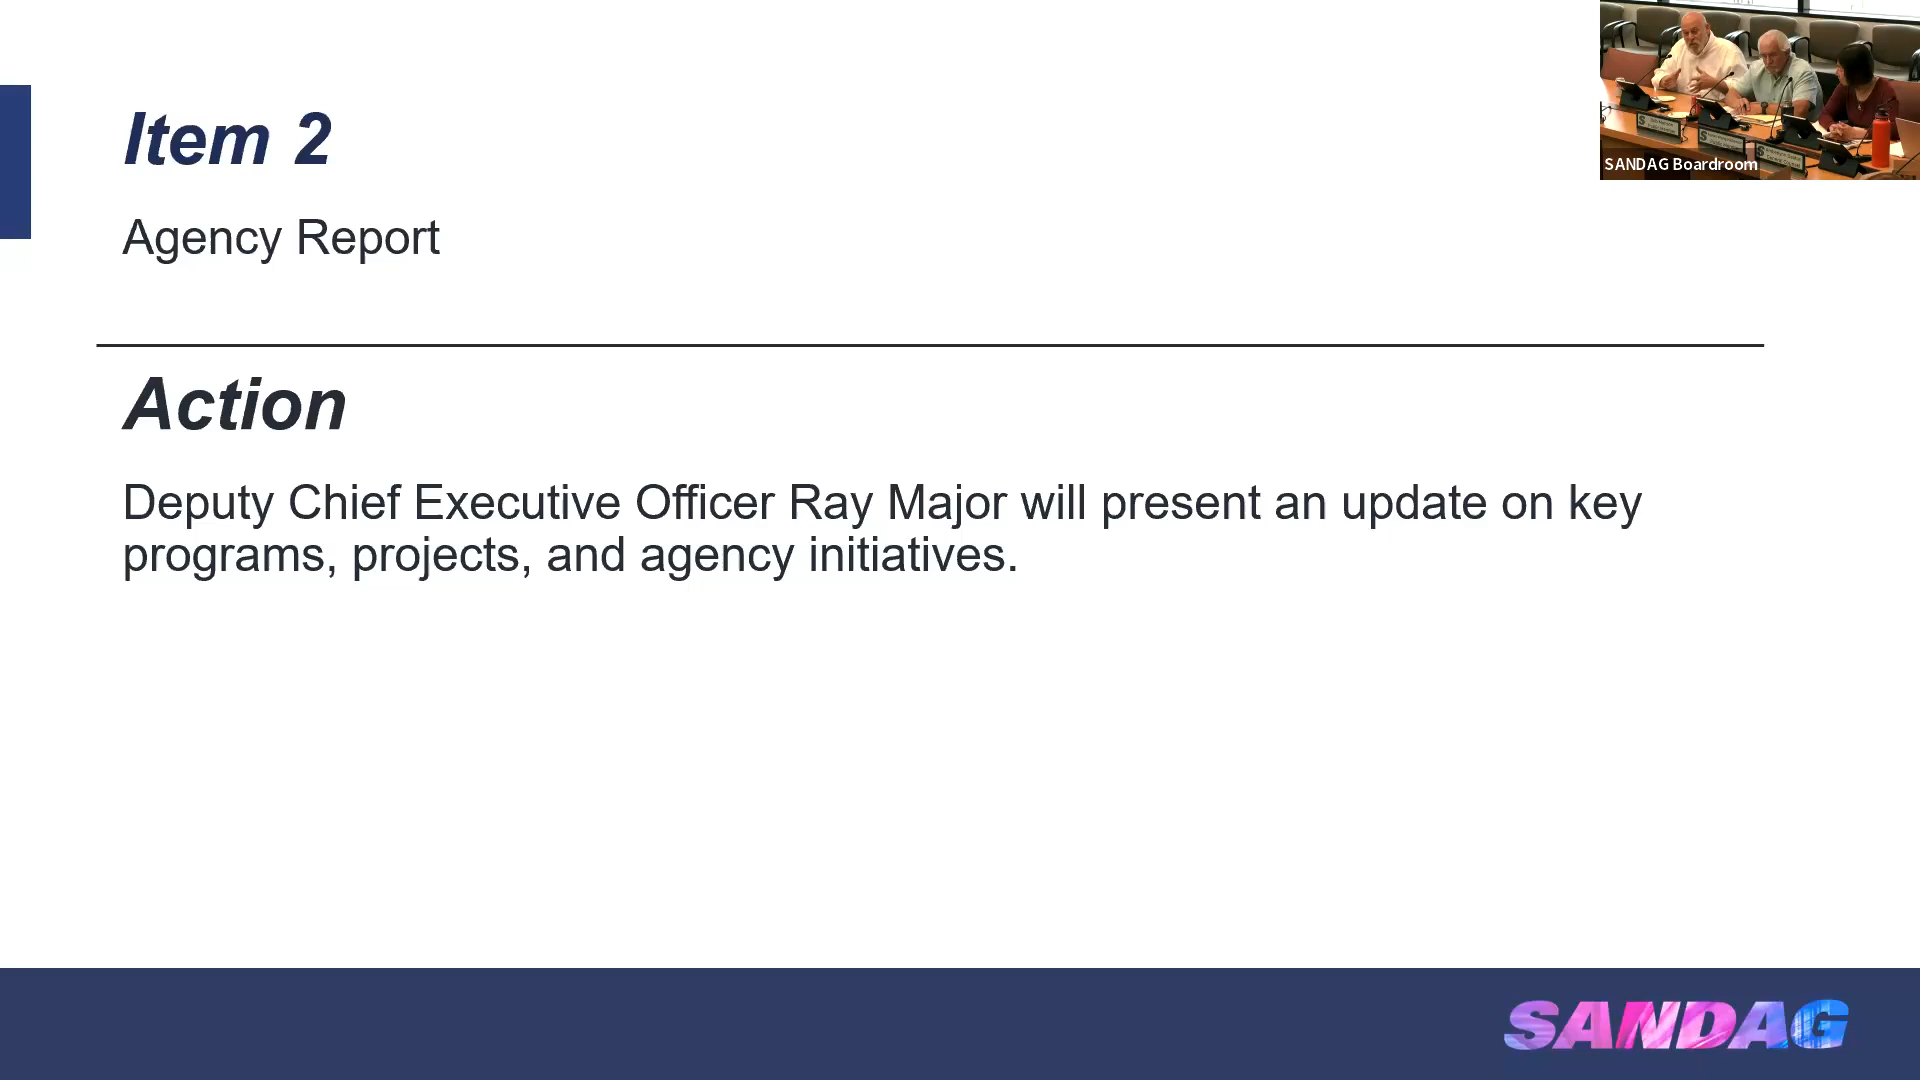 Item 2
Agency Report
Action
Deputy Chief Executive Officer Ray Major will present an update on key
programs, projects, and agency initiatives.
SANDAG Boardroom
SANDAG